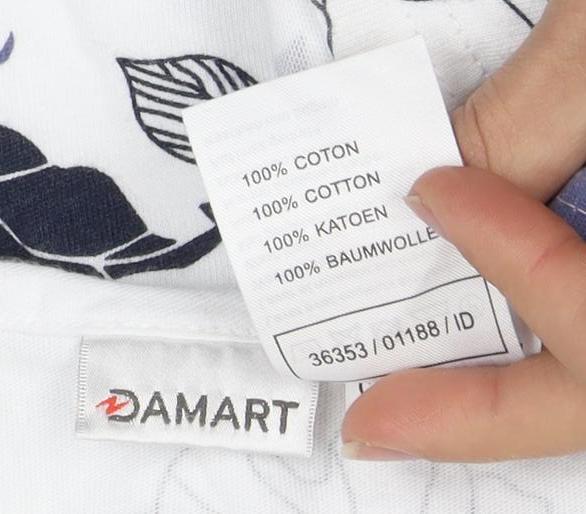 100% COTON
100% COTTON
100% KATOEN
100% BAUMWOLLE
36353 / 01188 / ID
DAMART